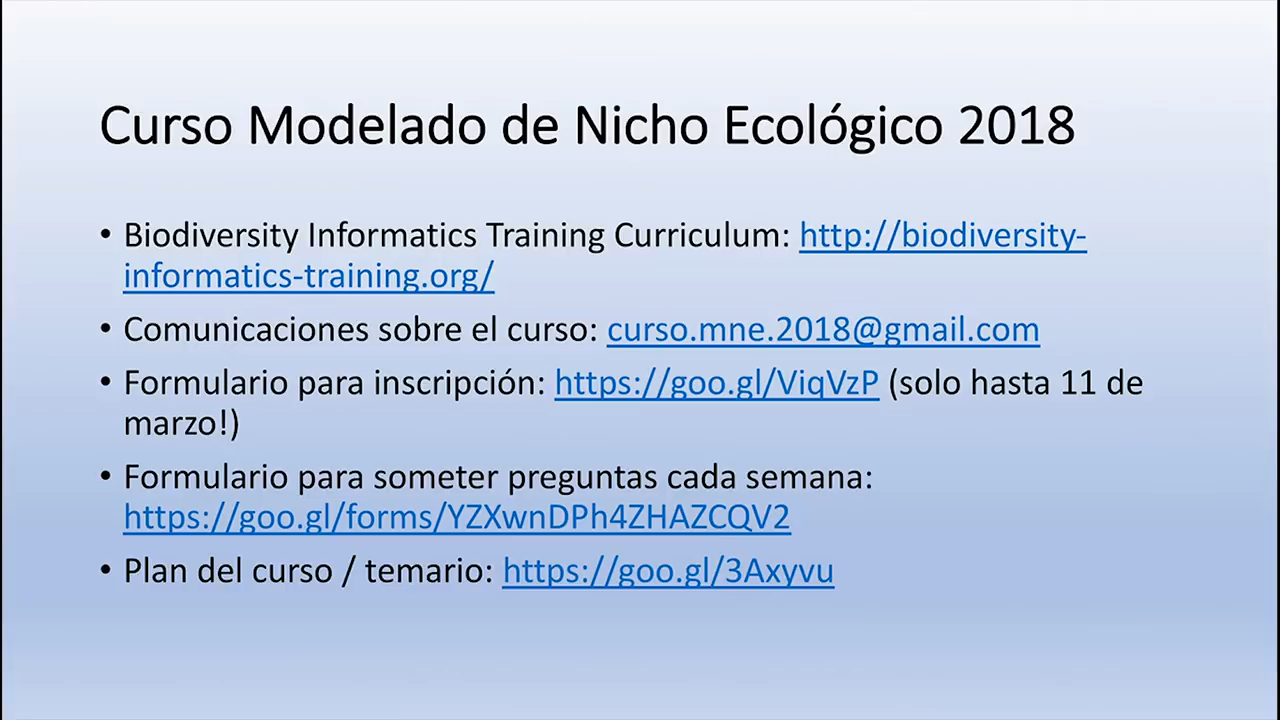 Curso Modelado de Nicho Ecológico 2018
• Biodiversity Informatics Training Curriculum: http://biodiversity-
informatics-training.org/
• Comunicaciones sobre el curso: curso.mne.2018@gmail.com
• Formulario para inscripción: https://goo.gl/ViqVzP (solo hasta 11 de
marzo!)
• Formulario para someter preguntas cada semana:
https://goo.gl/forms/YZXwnDPh4ZHAZCQV2
• Plan del curso / temario: https://goo.gl/3Axyvu